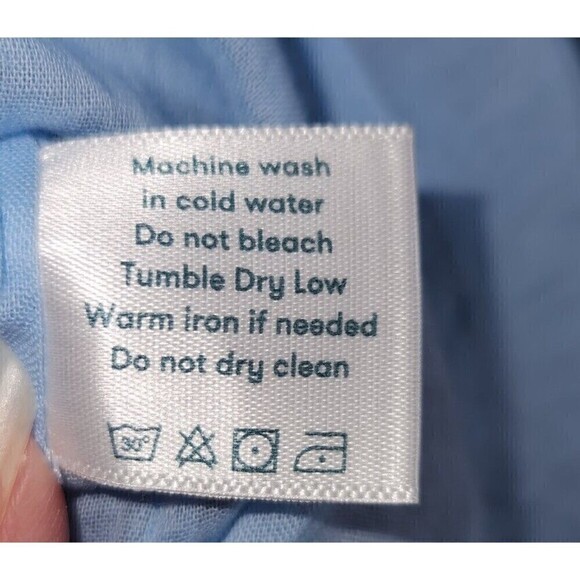 Machine wash
in cold water
Do not bleach
Tumble Dry Low
Warm iron if needed
Do not dry clean
30°